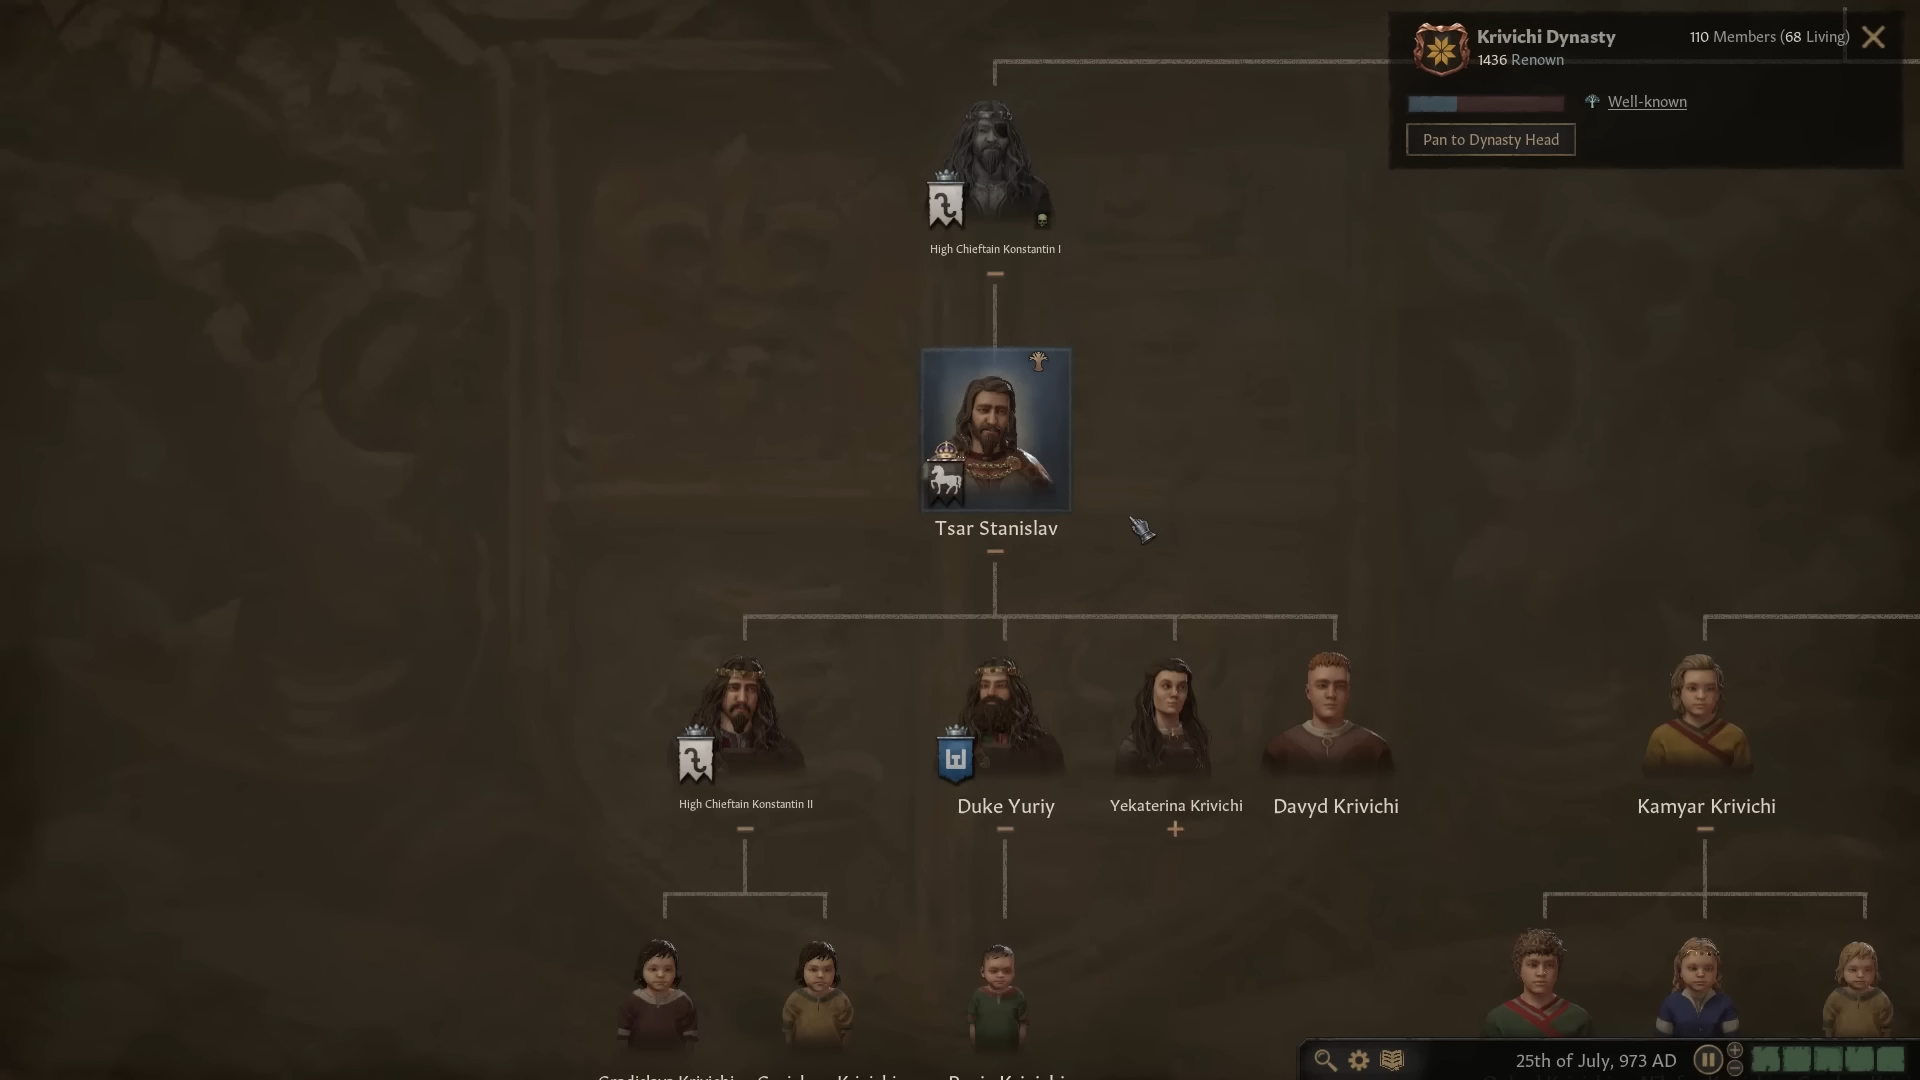 Krivichi Dynasty
110 Members (68 Living)
1436 Renown
Well-known
Pan to Dynasty Head
High Chieftain Konstantin I
Tsar Stanislav
High Chieftain Konstantin II
Duke Yuriy
Yekaterina Krivichi
Davyd Krivichi
Kamyar Krivichi
25th of July, 973 AD